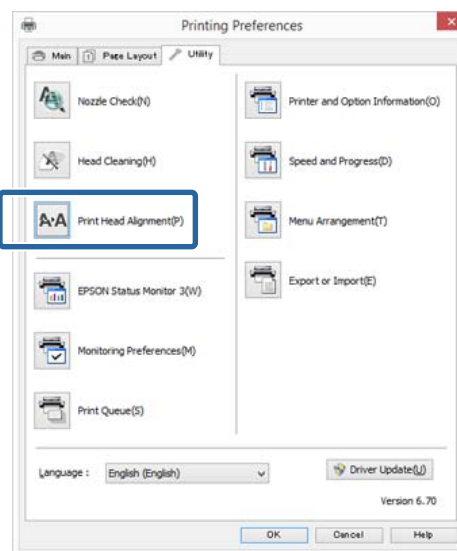 Printing Preferences
Main
Page Layout
Utility
Nozzle Check(N)
Head Cleaning(H)
A·A Print Head Alignment(P)
EPSON Status Monitor 3(W)
Monitoring Preferences(M)
Print Queue(S)
Printer and Option Information(O)
Speed and Progress(D)
Menu Arrangement(T)
Export or Import(E)
Language : English (English)
Driver Update(U)
Version 6.70
OK
Cancel
Help